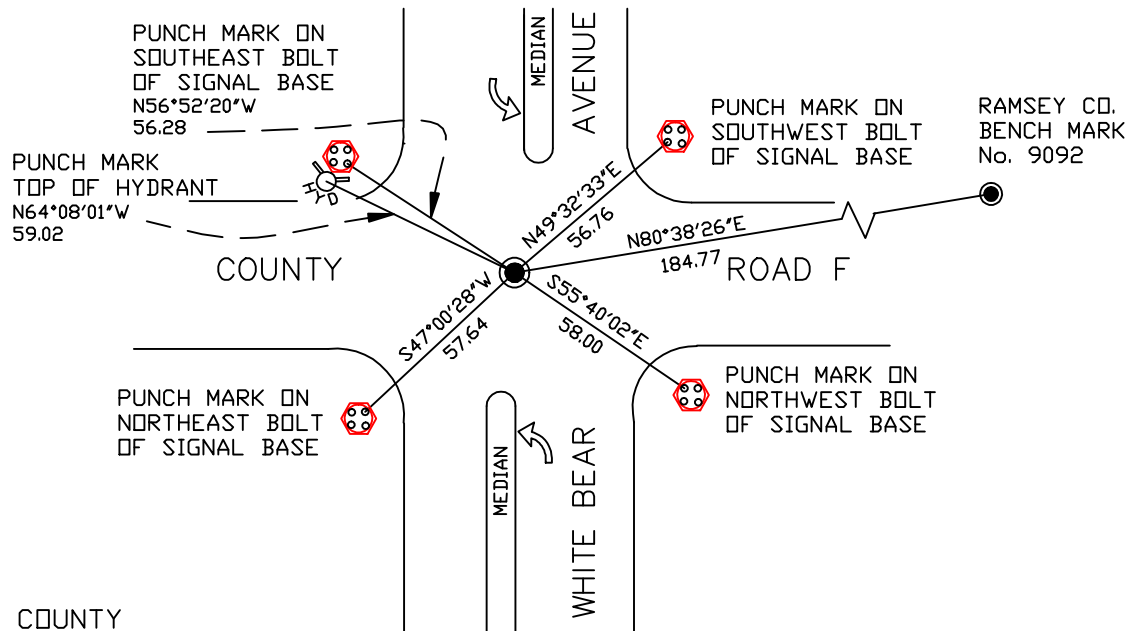 PUNCH MARK ON
SOUTHEAST BOLT
OF SIGNAL BASE
N56°52'20"W
56.28
MEDIAN
AVENUE
PUNCH MARK ON
SOUTHWEST BOLT
OF SIGNAL BASE
RAMSEY CO.
BENCH MARK
No. 9092
PUNCH MARK
TOP OF HYDRANT
N64°08'01"W
59.02
HYD
N49°32'33"E
56.76
N80°38'26"E
184.77
COUNTY
ROAD F
S47°00'28"W
57.64
S55°40'02"E
58.00
PUNCH MARK ON
NORTHEAST BOLT
OF SIGNAL BASE
PUNCH MARK ON
NORTHWEST BOLT
OF SIGNAL BASE
MEDIAN
WHITE BEAR
COUNTY